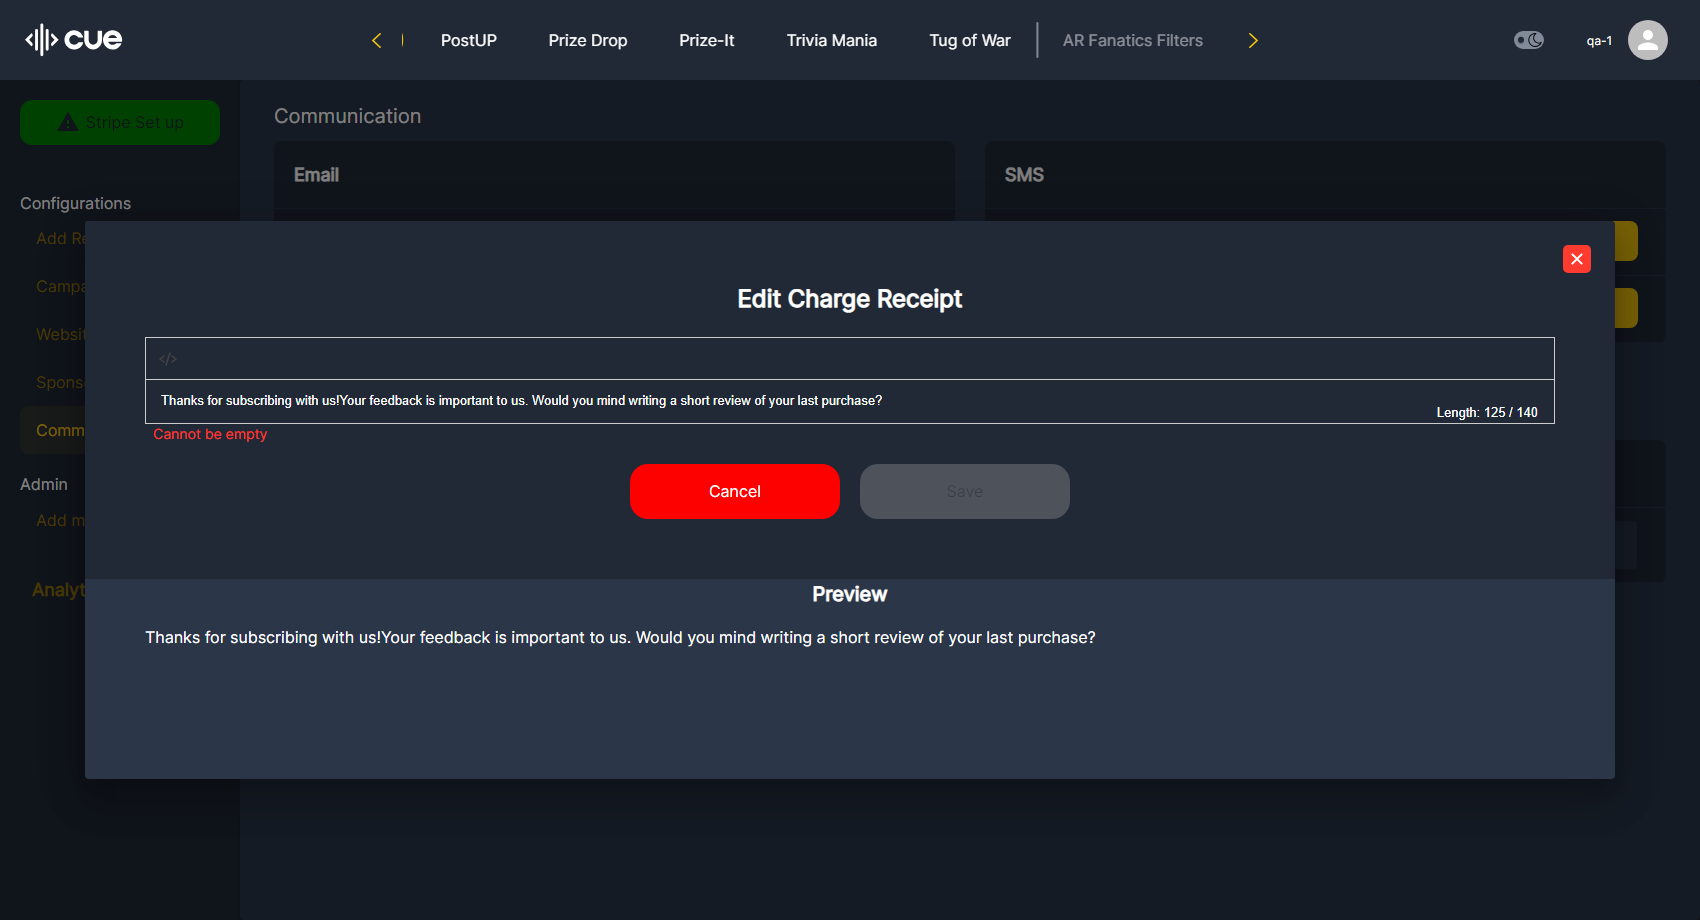 cue
PostUP
Prize Drop
Prize-It
Trivia Mania
Tug of War
AR Fanatics Filters
qa-1
Stripe Set up
Communication
Email
SMS
Configurations
Add Re
Campa
Websit
Spons
Comm
Admin
Add m
Analyt
Edit Charge Receipt
</>
Thanks for subscribing with us!Your feedback is important to us. Would you mind writing a short review of your last purchase?
Length: 125 / 140
Cannot be empty
Cancel
Save
Preview
Thanks for subscribing with us!Your feedback is important to us. Would you mind writing a short review of your last purchase?